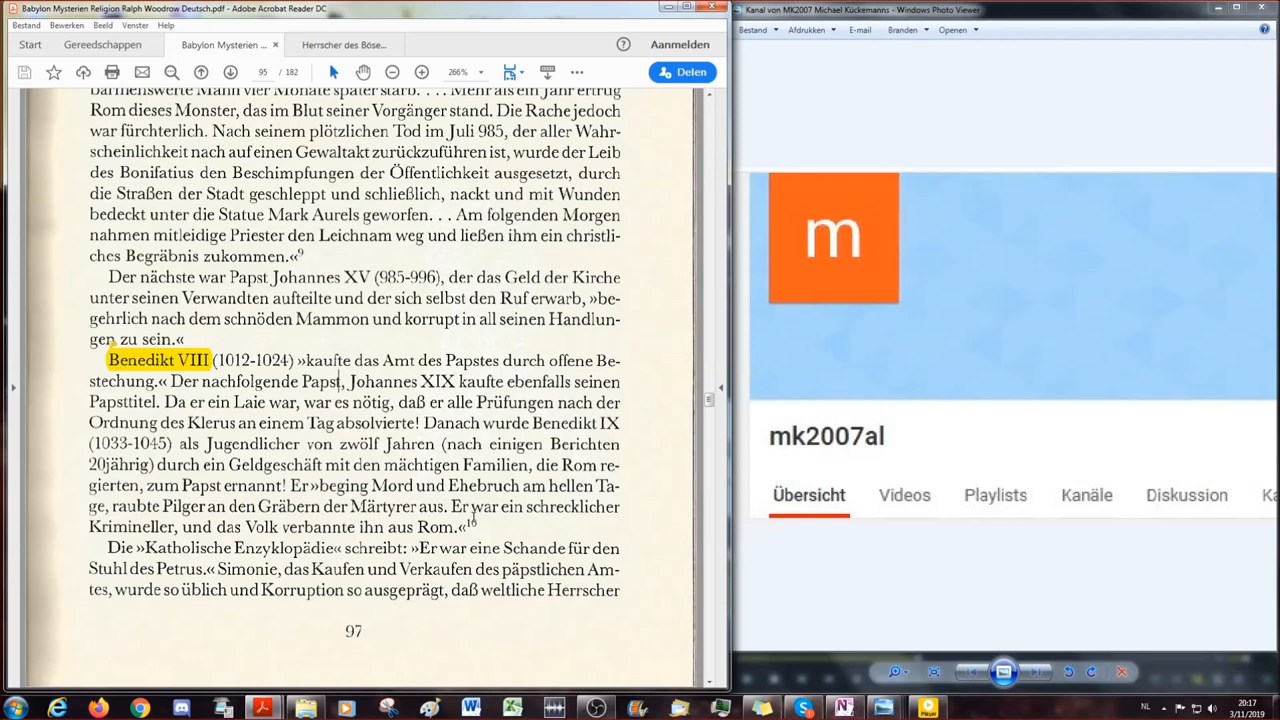 Babylon Mysterien Religion Ralph Woodrow Deutsch.pdf - Adobe Acrobat Reader DC
Bestand Bewerken Beeld Venster Help
Start Gereedschappen Babylon Mysterien ... × Herrscher des Böse... Anmelden
95 / 182 266% Delen
barmenswerte Mann vier Monate später starb. . . . Mehr als ein Jahr ertrug
Rom dieses Monster, das im Blut seiner Vorgänger stand. Die Rache jedoch
war fürchterlich. Nach seinem plötzlichen Tod im Juli 985, der aller Wahr-
scheinlichkeit nach auf einen Gewaltakt zurückzuführen ist, wurde der Leib
des Bonifatius den Beschimpfungen der Öffentlichkeit ausgesetzt, durch
die Straßen der Stadt geschleppt und schließlich, nackt und mit Wunden
bedeckt unter die Statue Mark Aurels geworfen. . . Am folgenden Morgen
nahmen mitleidige Priester den Leichnam weg und ließen ihm ein christli-
ches Begräbnis zukommen.«⁹
Der nächste war Papst Johannes XV (985-996), der das Geld der Kirche
unter seinen Verwandten aufteilte und der sich selbst den Ruf erwarb, »be-
gehrlich nach dem schnöden Mammon und korrupt in all seinen Handlun-
gen zu sein.«
Benedikt VIII (1012-1024) »kaufte das Amt des Papstes durch offene Be-
stechung.« Der nachfolgende Papst, Johannes XIX kaufte ebenfalls seinen
Papsttitel. Da er ein Laie war, war es nötig, daß er alle Prüfungen nach der
Ordnung des Klerus an einem Tag absolvierte! Danach wurde Benedikt IX
(1033-1045) als Jugendlicher von zwölf Jahren (nach einigen Berichten
20jährig) durch ein Geldgeschäft mit den mächtigen Familien, die Rom re-
gierten, zum Papst ernannt! Er »beging Mord und Ehebruch am hellen Ta-
ge, raubte Pilger an den Gräbern der Märtyrer aus. Er war ein schrecklicher
Krimineller, und das Volk verbannte ihn aus Rom.«¹⁰
Die »Katholische Enzyklopädie« schreibt: »Er war eine Schande für den
Stuhl des Petrus.« Simonie, das Kaufen und Verkaufen des päpstlichen Am-
tes, wurde so üblich und Korruption so ausgeprägt, daß weltliche Herrscher
97
Kanal von MK2007 Michael Kückemanns - Windows Photo Viewer
Bestand Afdrukken E-mail Branden Openen
m
mk2007al
Übersicht Videos Playlists Kanäle Diskussion Ka
NL
20:17
3/11/2019